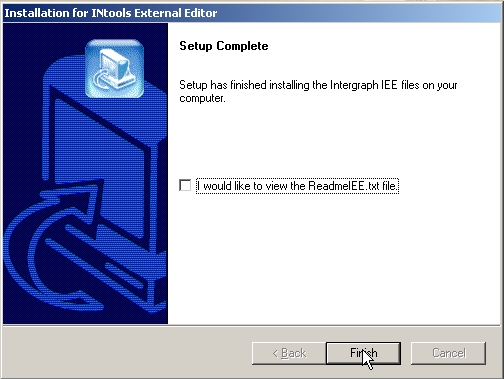 Installation for INtools External Editor
Setup Complete
Setup has finished installing the Intergraph IEE files on your
computer.
I would like to view the ReadmeIEE.txt file.
< Back
Finish
Cancel